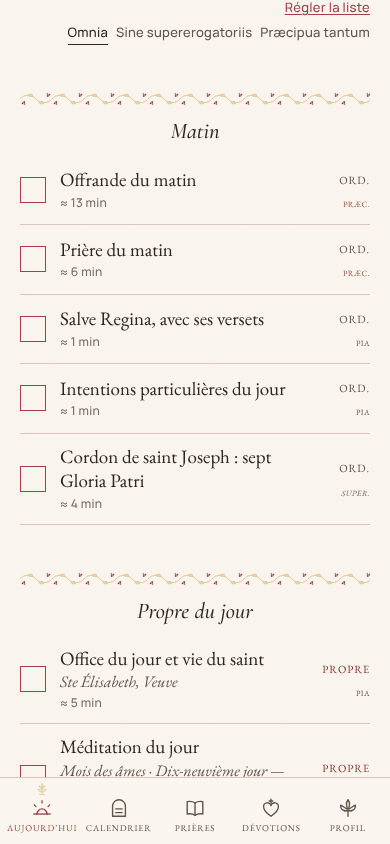 Régler la liste
Omnia Sine supererogatoriis Præcipua tantum
Matin
Offrande du matin
ORD.
≈ 13 min
PRÆC.
Prière du matin
ORD.
≈ 6 min
PRÆC.
Salve Regina, avec ses versets
ORD.
≈ 1 min
PIA
Intentions particulières du jour
ORD.
≈ 1 min
PIA
Cordon de saint Joseph : sept
Gloria Patri
ORD.
≈ 4 min
SUPER.
Propre du jour
Office du jour et vie du saint
PROPRE
Ste Élisabeth, Veuve
≈ 5 min
PIA
Méditation du jour
PROPRE
Mois des âmes · Dix-neuvième jour —
AUJOURD'HUI CALENDRIER PRIÈRES DÉVOTIONS PROFIL